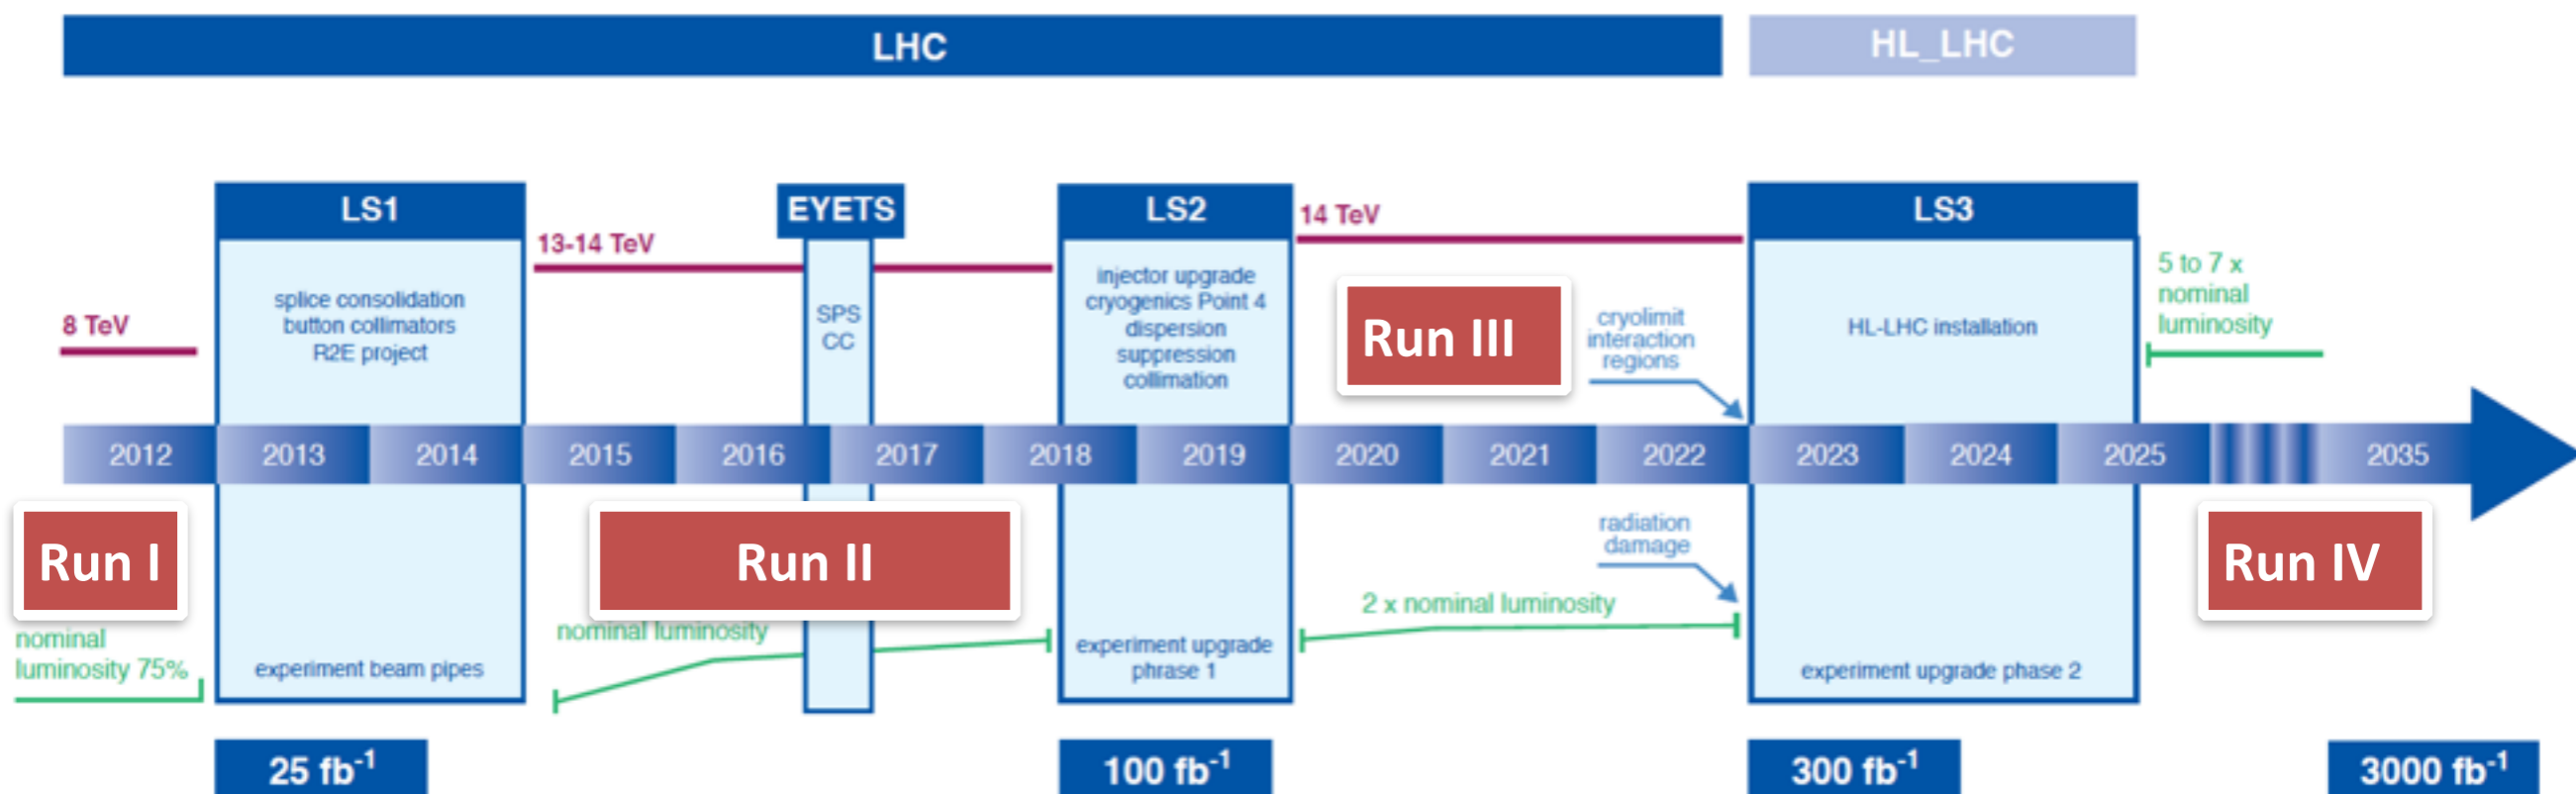 LHC
HL_LHC
LS1
EYETS
LS2
14 TeV
LS3
13-14 TeV
8 TeV
splice consolidation
button collimators
R2E project
SPS
CC
injector upgrade
cryogenics Point 4
dispersion
suppression
collimation
Run III
cryolimit
interaction
regions
HL-LHC installation
5 to 7 x
nominal
luminosity
2012
2013
2014
2015
2016
2017
2018
2019
2020
2021
2022
2023
2024
2025
2035
Run I
Run II
radiation
damage
Run IV
nominal
luminosity 75%
experiment beam pipes
nominal luminosity
experiment upgrade
phrase 1
2 x nominal luminosity
experiment upgrade phase 2
25 fb⁻¹
100 fb⁻¹
300 fb⁻¹
3000 fb⁻¹